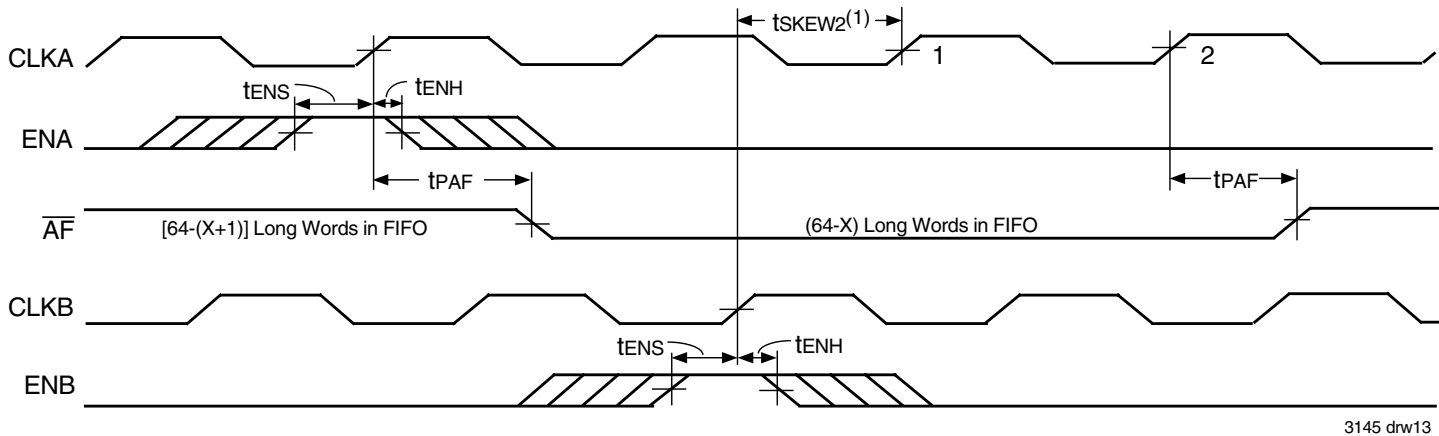 tSKEW2(1)
CLKA
1
2
tENS
tENH
ENA
tPAF
tPAF
AF
[64-(X+1)] Long Words in FIFO
(64-X) Long Words in FIFO
CLKB
tENS
tENH
ENB
3145 drw13